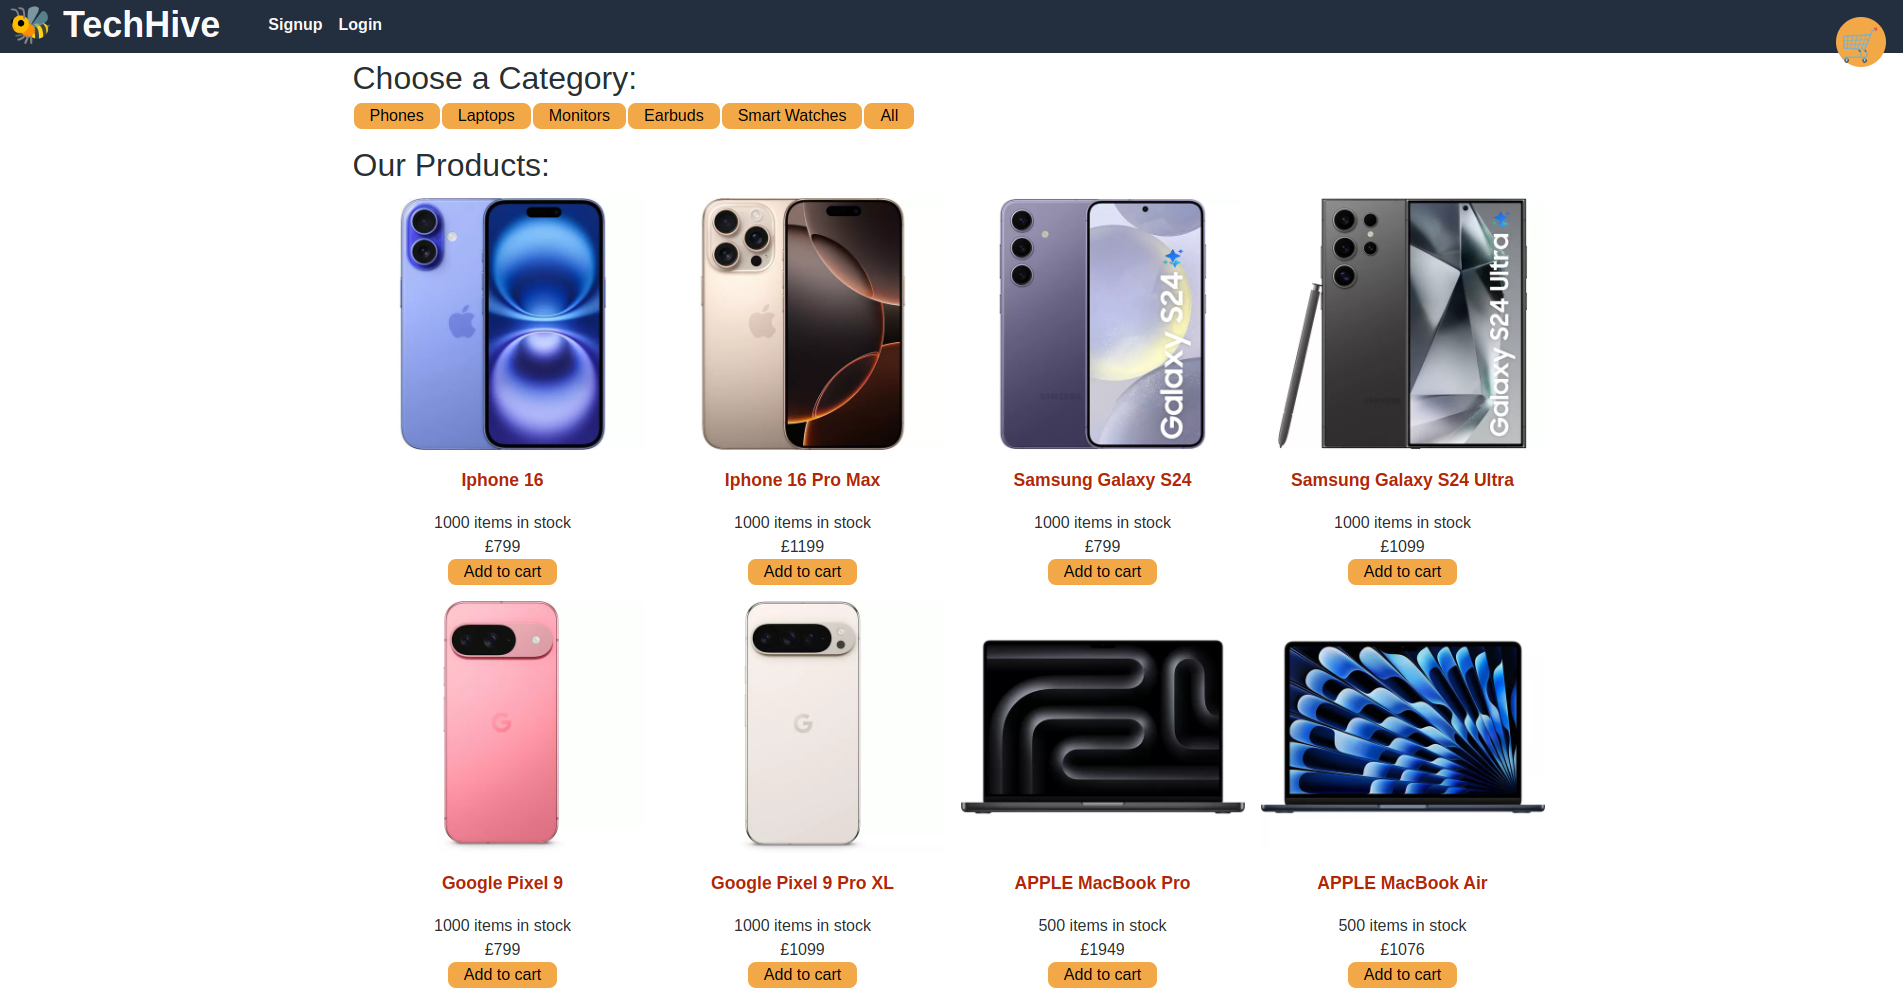 TechHive Signup Login
Choose a Category:
Phones Laptops Monitors Earbuds Smart Watches All
Our Products:
Galaxy S24
Galaxy S24 Ultra
Iphone 16 Iphone 16 Pro Max Samsung Galaxy S24 Samsung Galaxy S24 Ultra
1000 items in stock 1000 items in stock 1000 items in stock 1000 items in stock
£799 £1199 £799 £1099
Add to cart Add to cart Add to cart Add to cart
G G
Google Pixel 9 Google Pixel 9 Pro XL APPLE MacBook Pro APPLE MacBook Air
1000 items in stock 1000 items in stock 500 items in stock 500 items in stock
£799 £1099 £1949 £1076
Add to cart Add to cart Add to cart Add to cart